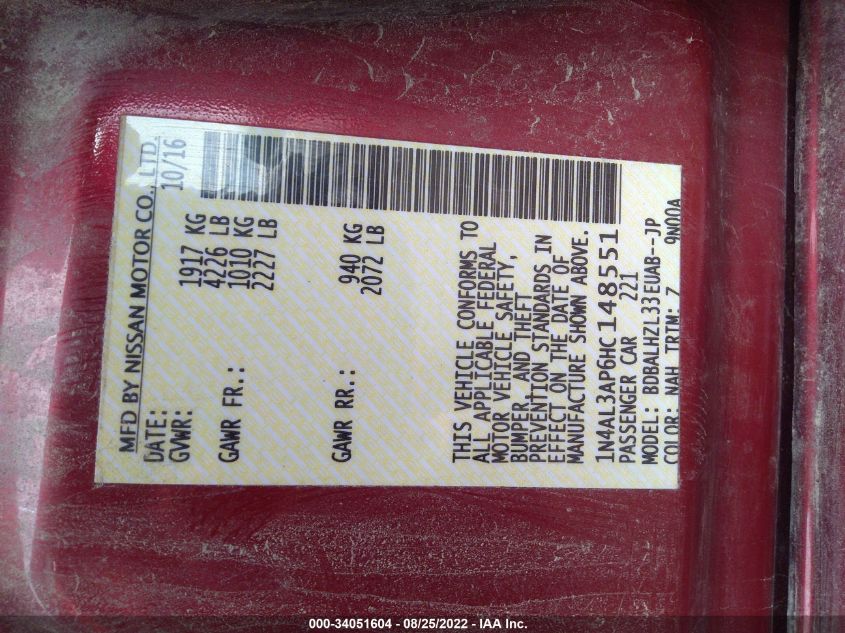 MFD BY NISSAN MOTOR CO., LTD.
DATE: 10/16
GVWR: 1917 KG
4226 LB
GAWR FR.: 1010 KG
2227 LB
GAWR RR.: 940 KG
2072 LB
THIS VEHICLE CONFORMS TO
ALL APPLICABLE FEDERAL
MOTOR VEHICLE SAFETY,
BUMPER, AND THEFT
PREVENTION STANDARDS IN
EFFECT ON THE DATE OF
MANUFACTURE SHOWN ABOVE.
1N4AL3AP6HC148551
PASSENGER CAR 221
MODEL: BDBALHZL33EUAB--JP
COLOR: NAH TRIM: Z 9N00A
000-34051604 - 08/25/2022 - IAA Inc.